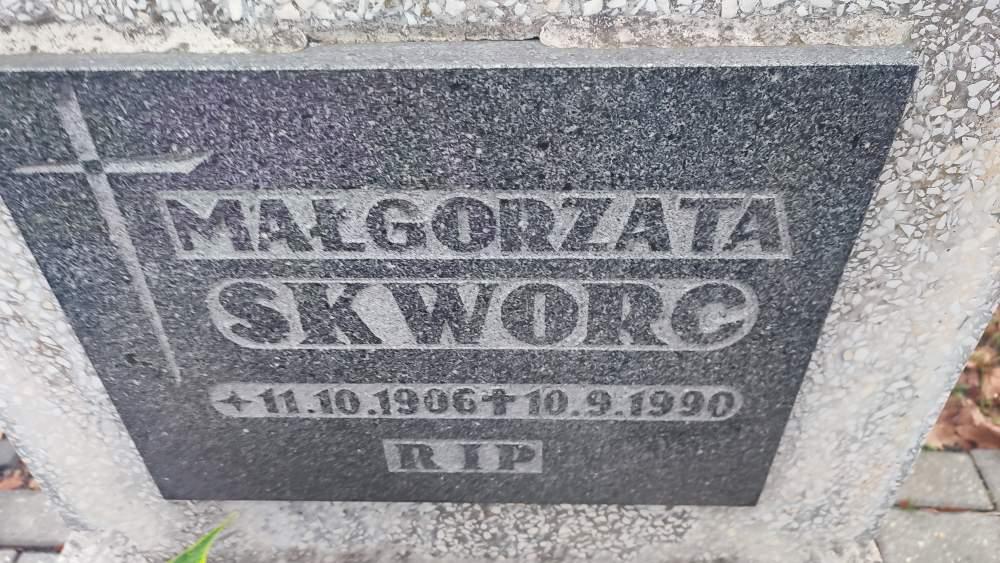 MAŁGORZATA
SKWORC
11.10.1906 ✝ 10.9.1990
RIP